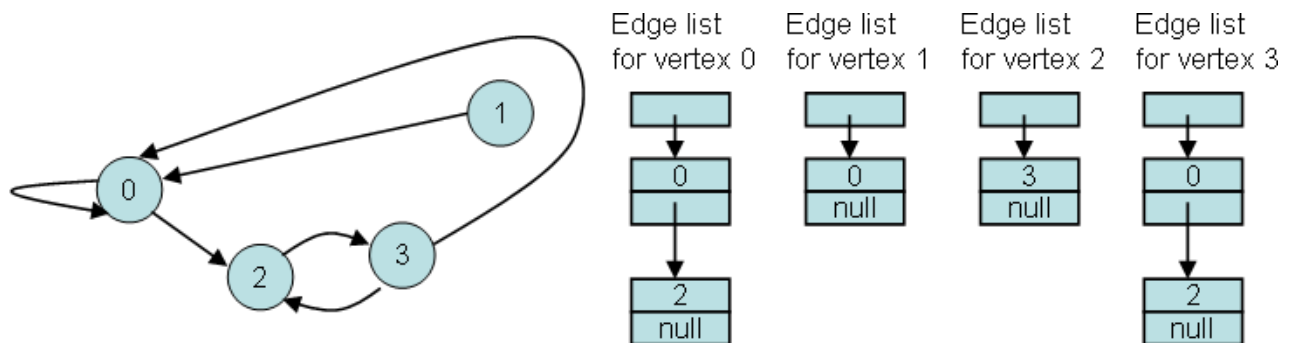 1
0
2
3
Edge list
for vertex 0
0
2
null
Edge list
for vertex 1
0
null
Edge list
for vertex 2
3
null
Edge list
for vertex 3
0
2
null